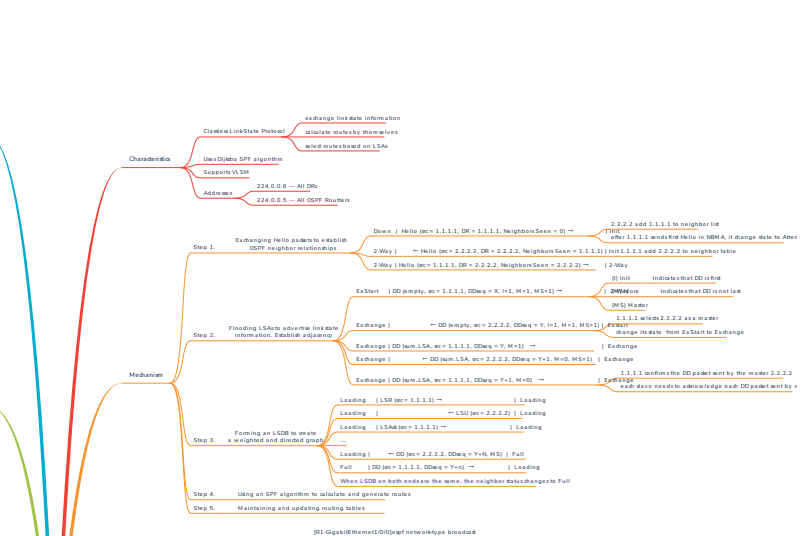 exchange link-state information
Classless Link-State Protocol
calculate routes by themselves
select routes based on LSAs
Characteristics
Uses Dijkstra SPF algorithm
Supports VLSM
224.0.0.6 — All DRs
Addresses
224.0.0.5 — All OSPF Routters
2.2.2.2 add 1.1.1.1 to neighbor list
Down | Hello (src = 1.1.1.1, DR = 1.1.1.1, Neighbors Seen = 0) → | Init
after 1.1.1.1 sends first Hello in NBMA, it change state to
Step 1. Exchanging Hello packets to establish
OSPF neighbor relationships
2-Way | ← Hello (src = 2.2.2.2, DR = 2.2.2.2, Neighbors Seen = 1.1.1.1) | Init
1.1.1.1 add 2.2.2.2 to neighbor table
2-Way | Hello (src = 1.1.1.1, DR = 2.2.2.2, Neighbors Seen = 2.2.2.2) → | 2-Way
(I) Init Indicates that DD is first
ExStart | DD (empty, src = 1.1.1.1, DDseq = X, I=1, M=1, MS=1) →
Indicates that DD is not last
(MS) Master
1.1.1.1 selects 2.2.2.2 as a master
Exchange | ← DD (empty, src = 2.2.2.2, DDseq = Y, I=1, M=1, MS=1) | Exstart
Step 2. Flooding LSAs to advertise link state
information. Establish adjacency
change its state from ExStart to Exchange
Exchange | DD (sum.LSA, src = 1.1.1.1, DDseq = Y, M=1) → | Exchange
Exchange | ← DD (sum.LSA, src = 2.2.2.2, DDseq = Y+1, M=0, MS=1) | Exchange
1.1.1.1 confirms the DD packet sent by the master 2.2.2.2
Exchange | DD (sum.LSA, src = 1.1.1.1, DDseq = Y+1, M=0) → | Exchange
each slave needs to acknowledge each DD packet sent by
Mechanism
Loading | LSR (src = 1.1.1.1) → | Loading
Loading | ← LSU (src = 2.2.2.2) | Loading
Loading | LSAck (src = 1.1.1.1) → | Loading
Step 3. Forming an LSDB to create
a weighted and directed graph
...
Loading | ← DD (src = 2.2.2.2, DDseq = Y+N, MS) | Full
Full | DD (src = 1.1.1.1, DDseq = Y+n) → | Loading
When LSDB on both ends are the same, the neighbor status changes to Full
Step 4. Using an SPF algorithm to calculate and generate routes
Step 5. Maintaining and updating routing tables
[R1-GigabitEthernet1/0/0]ospf network-type broadcast